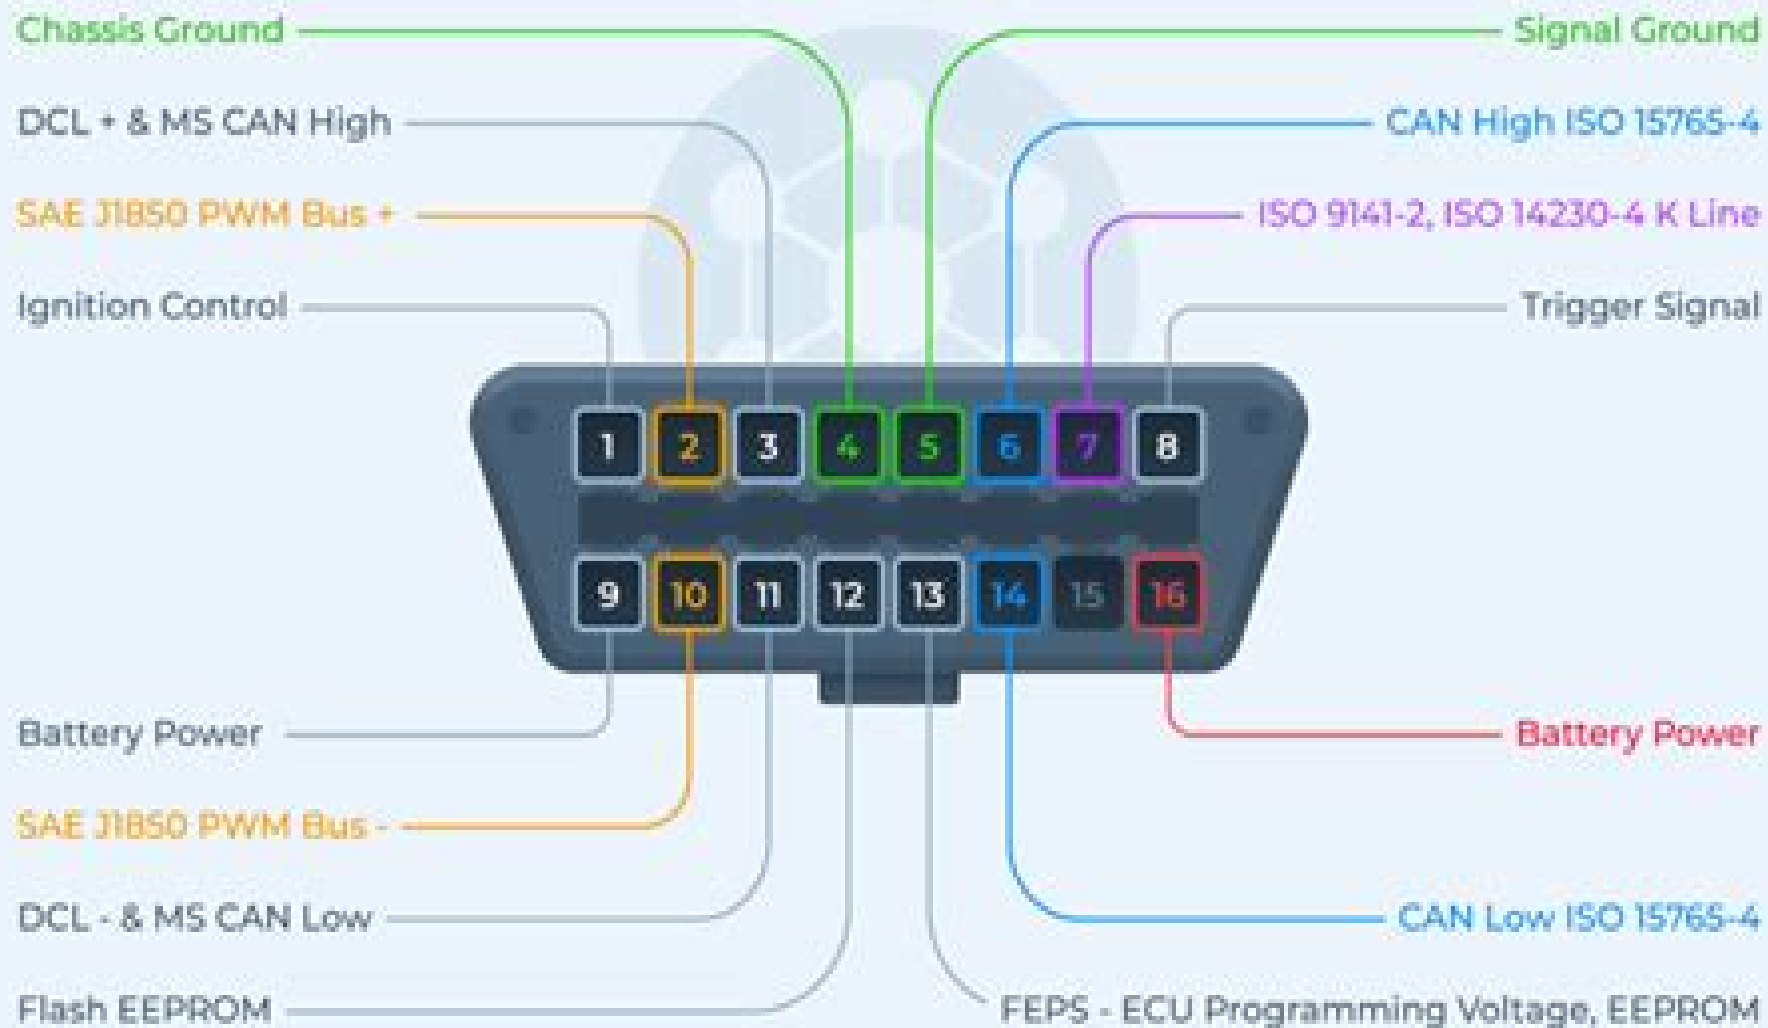 Chassis Ground
Signal Ground
DCL + & MS CAN High
CAN High ISO 15765-4
SAE J1850 PWM Bus +
ISO 9141-2, ISO 14230-4 K Line
Ignition Control
Trigger Signal
1 2 3 4 5 6 7 8
9 10 11 12 13 14 15 16
Battery Power
Battery Power
SAE J1850 PWM Bus -
DCL - & MS CAN Low
CAN Low ISO 15765-4
Flash EEPROM
FEPS - ECU Programming Voltage, EEPROM